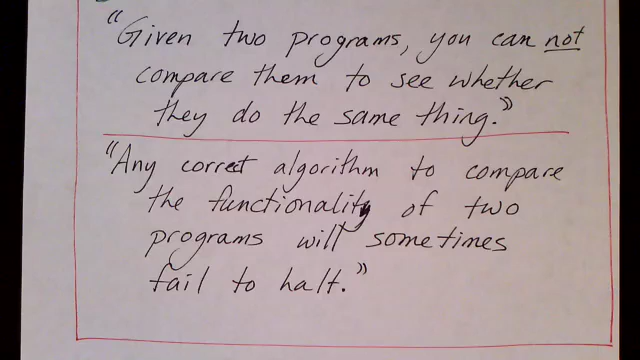 "Given two programs, you can not
compare them to see whether
they do the same thing."
"Any correct algorithm to compare
the functionality of two
programs will sometimes
fail to halt."